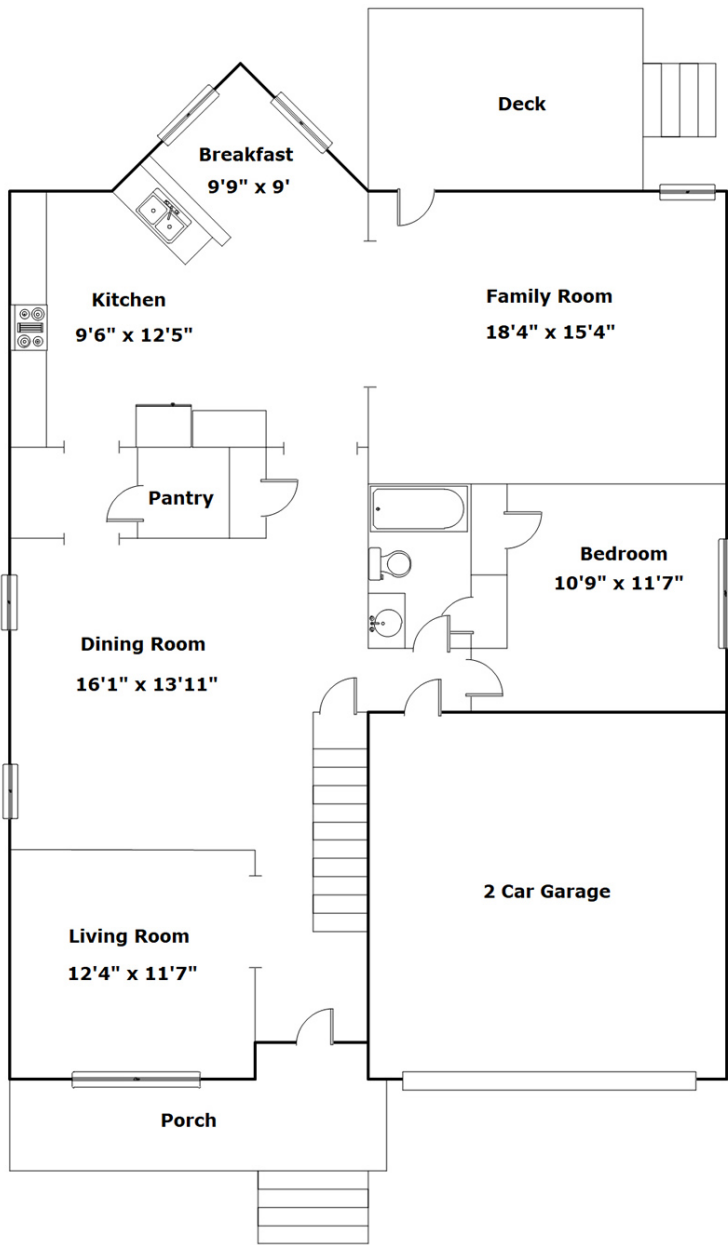 Deck
Breakfast
9'9" x 9'
Kitchen
9'6" x 12'5"
Family Room
18'4" x 15'4"
Pantry
Bedroom
10'9" x 11'7"
Dining Room
16'1" x 13'11"
2 Car Garage
Living Room
12'4" x 11'7"
Porch